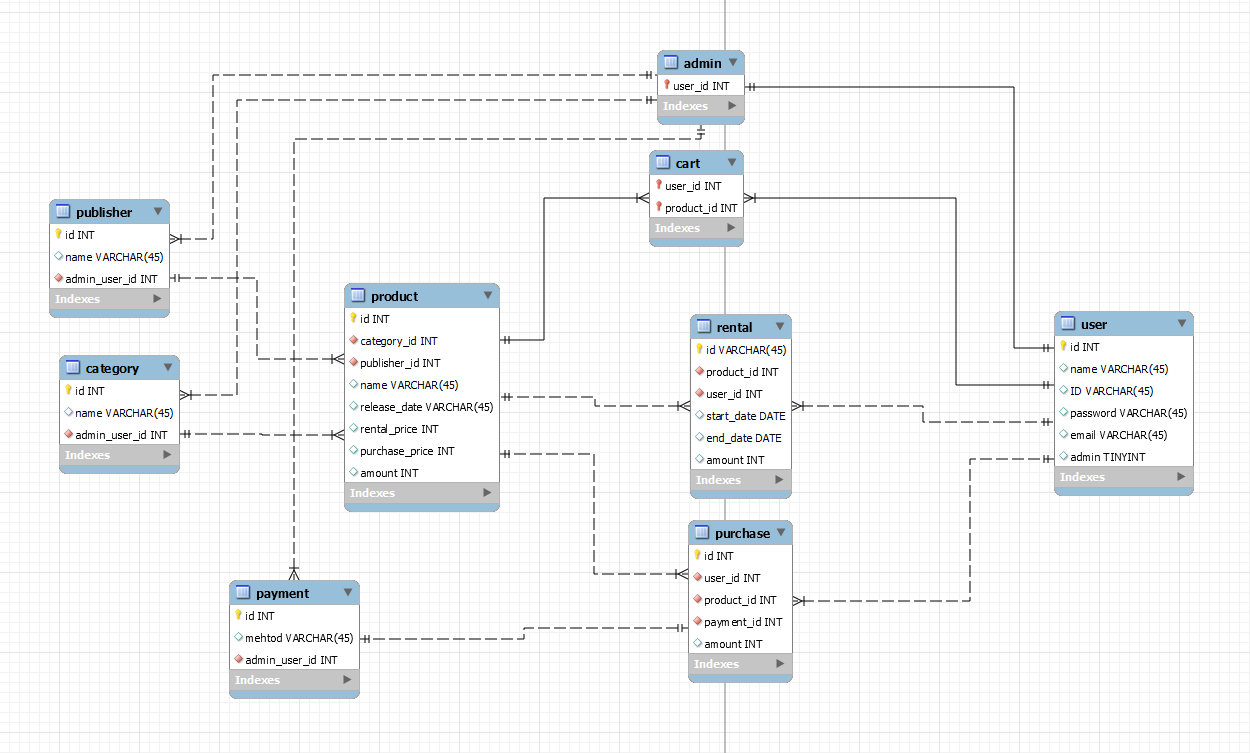 admin
user_id INT
Indexes
cart
user_id INT
product_id INT
Indexes
publisher
id INT
name VARCHAR(45)
admin_user_id INT
Indexes
product
id INT
category_id INT
publisher_id INT
name VARCHAR(45)
release_date VARCHAR(45)
rental_price INT
purchase_price INT
amount INT
Indexes
rental
id VARCHAR(45)
product_id INT
user_id INT
start_date DATE
end_date DATE
amount INT
Indexes
user
id INT
name VARCHAR(45)
ID VARCHAR(45)
password VARCHAR(45)
email VARCHAR(45)
admin TINYINT
Indexes
category
id INT
name VARCHAR(45)
admin_user_id INT
Indexes
purchase
id INT
user_id INT
product_id INT
payment_id INT
amount INT
Indexes
payment
id INT
mehtod VARCHAR(45)
admin_user_id INT
Indexes